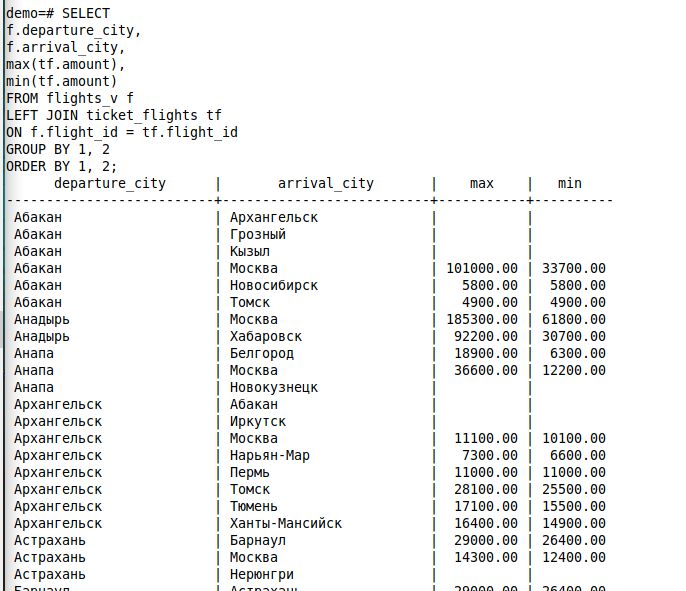 demo=# SELECT
f.departure_city,
f.arrival_city,
max(tf.amount),
min(tf.amount)
FROM flights_v f
LEFT JOIN ticket_flights tf
ON f.flight_id = tf.flight_id
GROUP BY 1, 2
ORDER BY 1, 2;
departure_city | arrival_city | max | min
--------------------------+--------------------------+-----------+----------
Абакан | Архангельск | |
Абакан | Грозный | |
Абакан | Кызыл | |
Абакан | Москва | 101000.00 | 33700.00
Абакан | Новосибирск | 5800.00 | 5800.00
Абакан | Томск | 4900.00 | 4900.00
Анадырь | Москва | 185300.00 | 61800.00
Анадырь | Хабаровск | 92200.00 | 30700.00
Анапа | Белгород | 18900.00 | 6300.00
Анапа | Москва | 36600.00 | 12200.00
Анапа | Новокузнецк | |
Архангельск | Абакан | |
Архангельск | Иркутск | |
Архангельск | Москва | 11100.00 | 10100.00
Архангельск | Нарьян-Мар | 7300.00 | 6600.00
Архангельск | Пермь | 11000.00 | 11000.00
Архангельск | Томск | 28100.00 | 25500.00
Архангельск | Тюмень | 17100.00 | 15500.00
Архангельск | Ханты-Мансийск | 16400.00 | 14900.00
Астрахань | Барнаул | 29000.00 | 26400.00
Астрахань | Москва | 14300.00 | 12400.00
Астрахань | Нерюнгри | |
Барнаул | Астрахань | 29000.00 | 26400.00